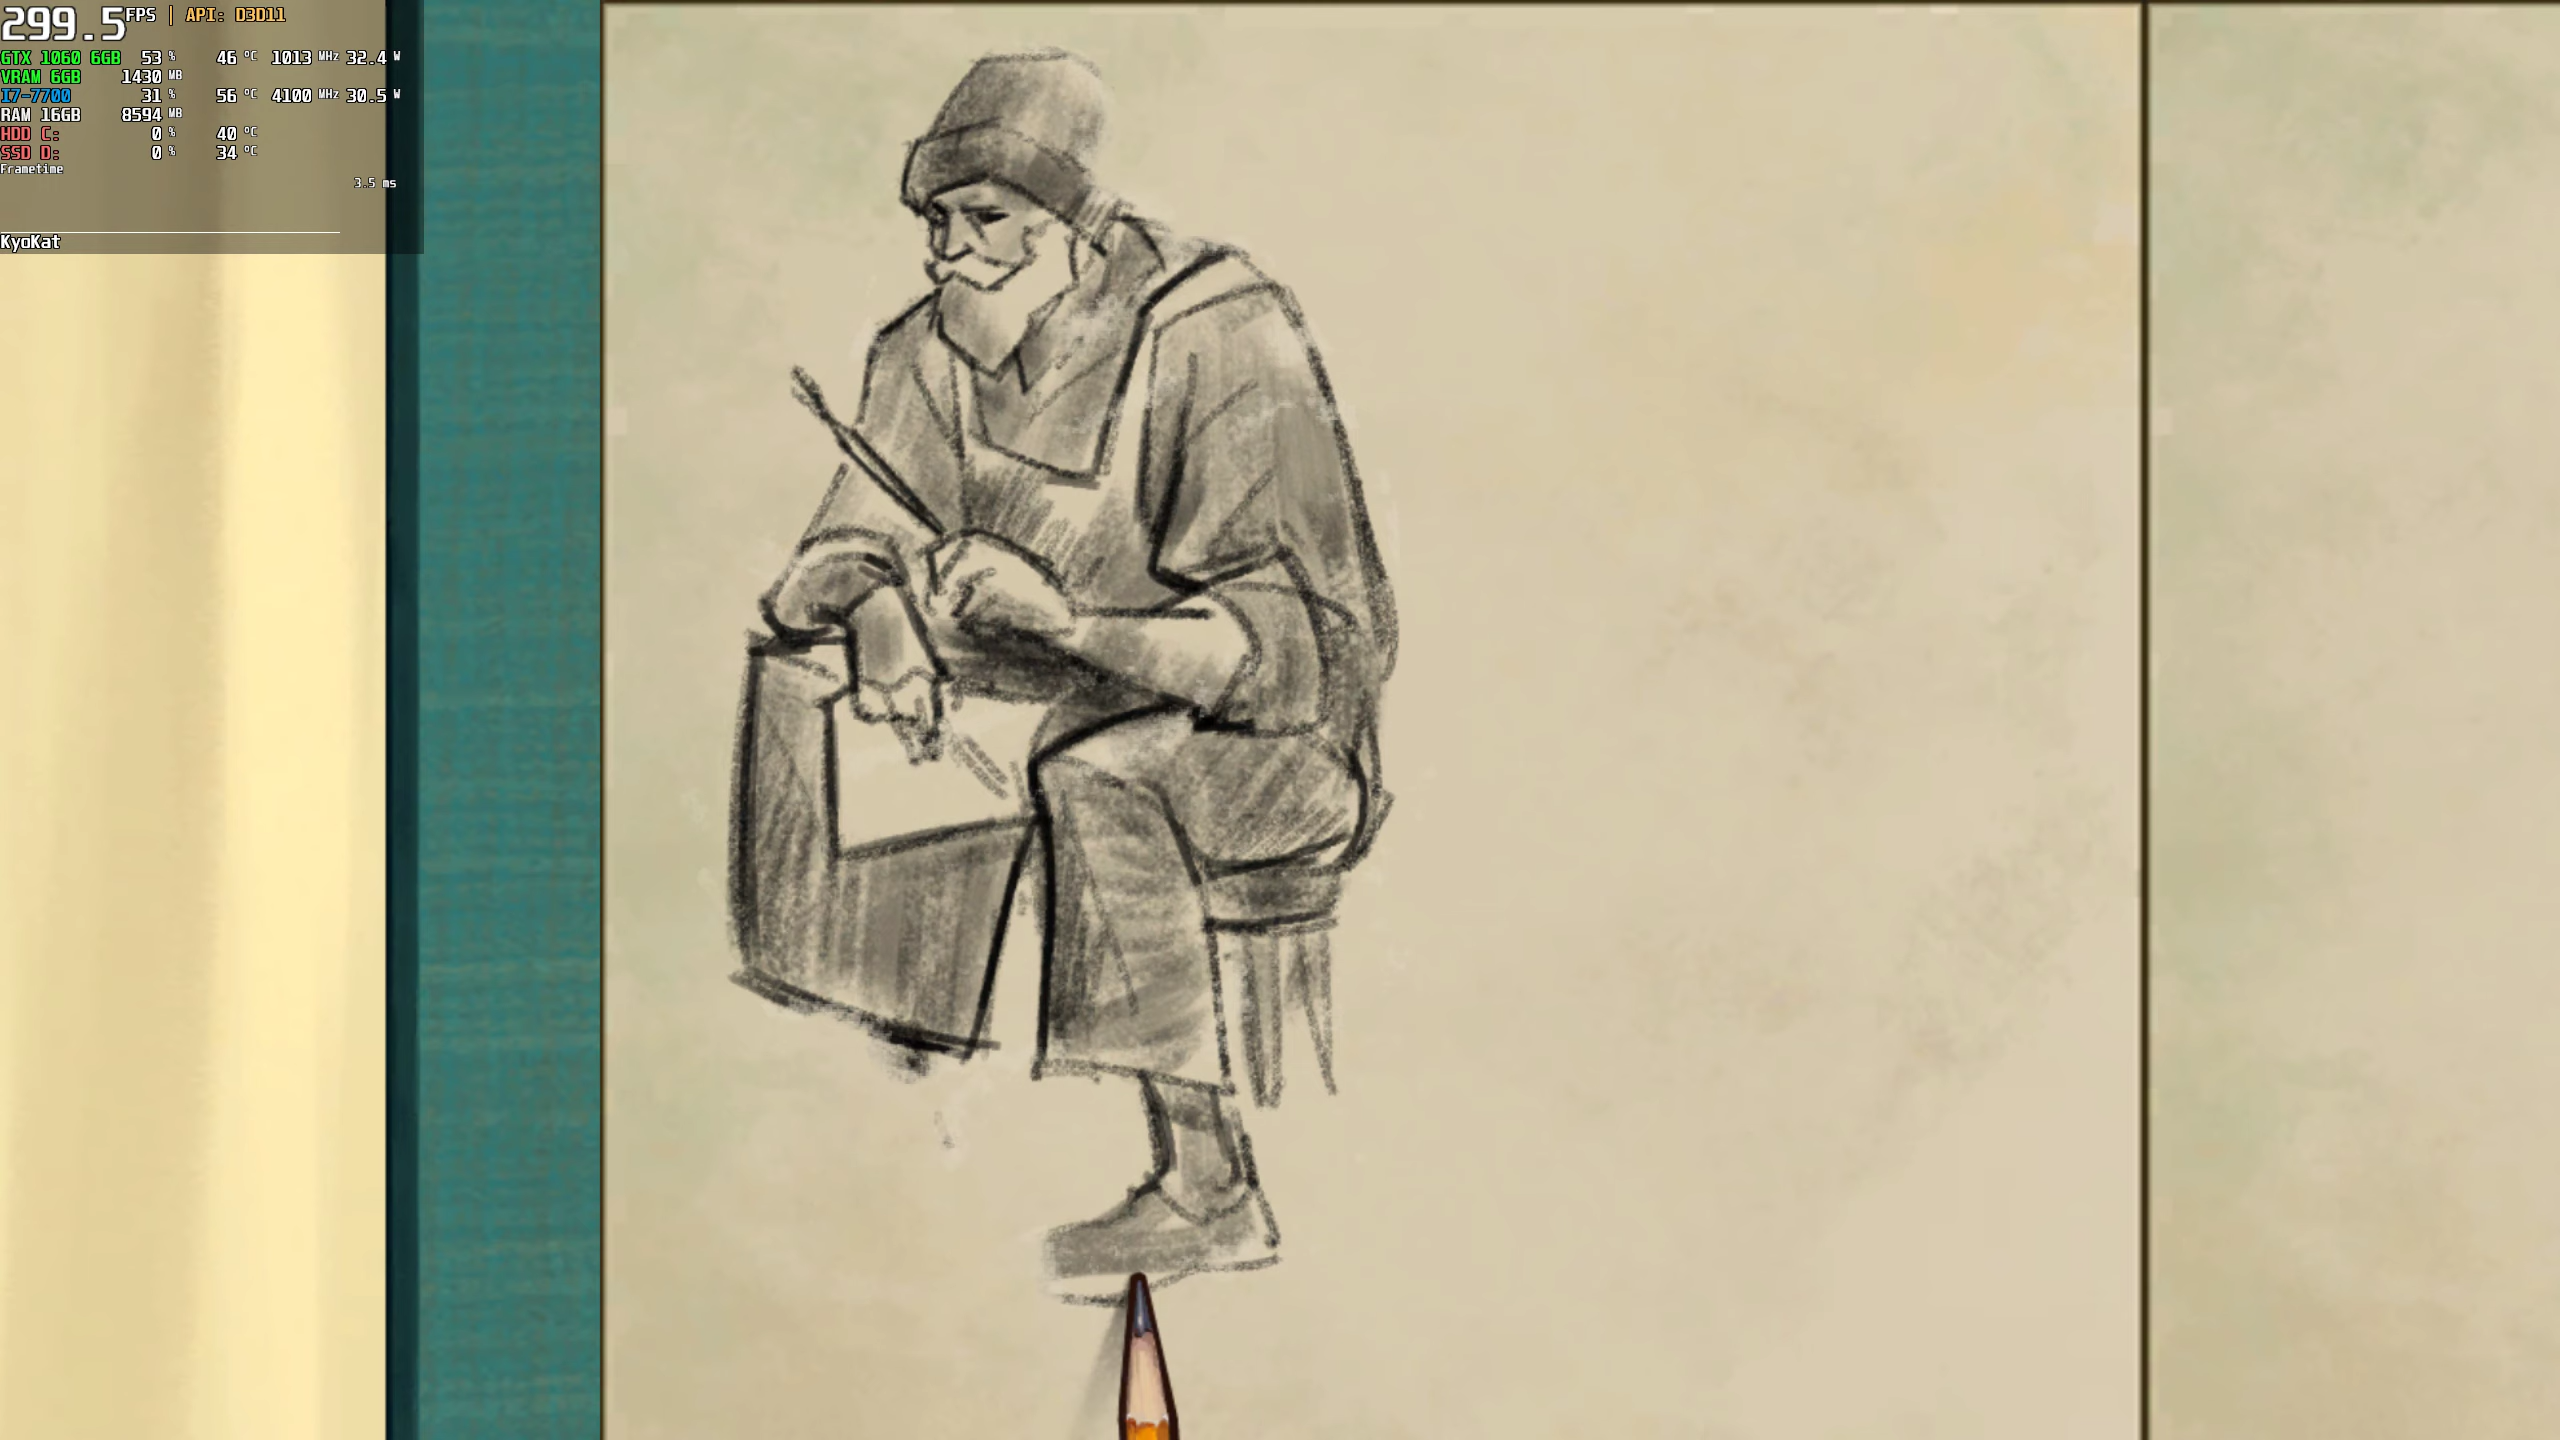 299.5 FPS | API: D3D11
GTX 1060 6GB 53 % 46 °C 1013 MHz 32.4 W
VRAM 6GB 1430 MB
I7-7700 31 % 56 °C 4100 MHz 30.5 W
RAM 16GB 8594 MB
HDD C: 0 % 40 °C
SSD D: 0 % 34 °C
Frametime
3.5 ms
KyoKat